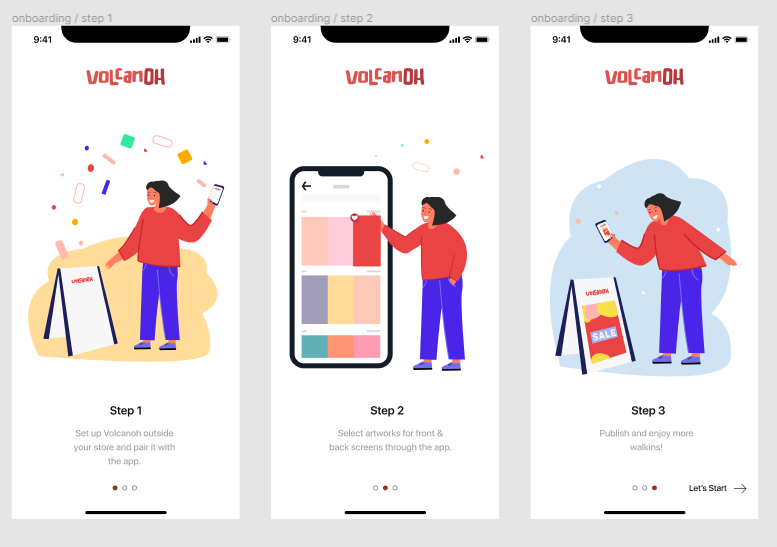 onboarding / step 1
9:41
VOLCANOH
VOLCANOH
Step 1
Set up Volcanoh outside
your store and pair it with
the app.
onboarding / step 2
9:41
VOLCANOH
Step 2
Select artworks for front &
back screens through the app.
onboarding / step 3
9:41
VOLCANOH
VOLCANOH
SALE
Step 3
Publish and enjoy more
walkins!
Let's Start